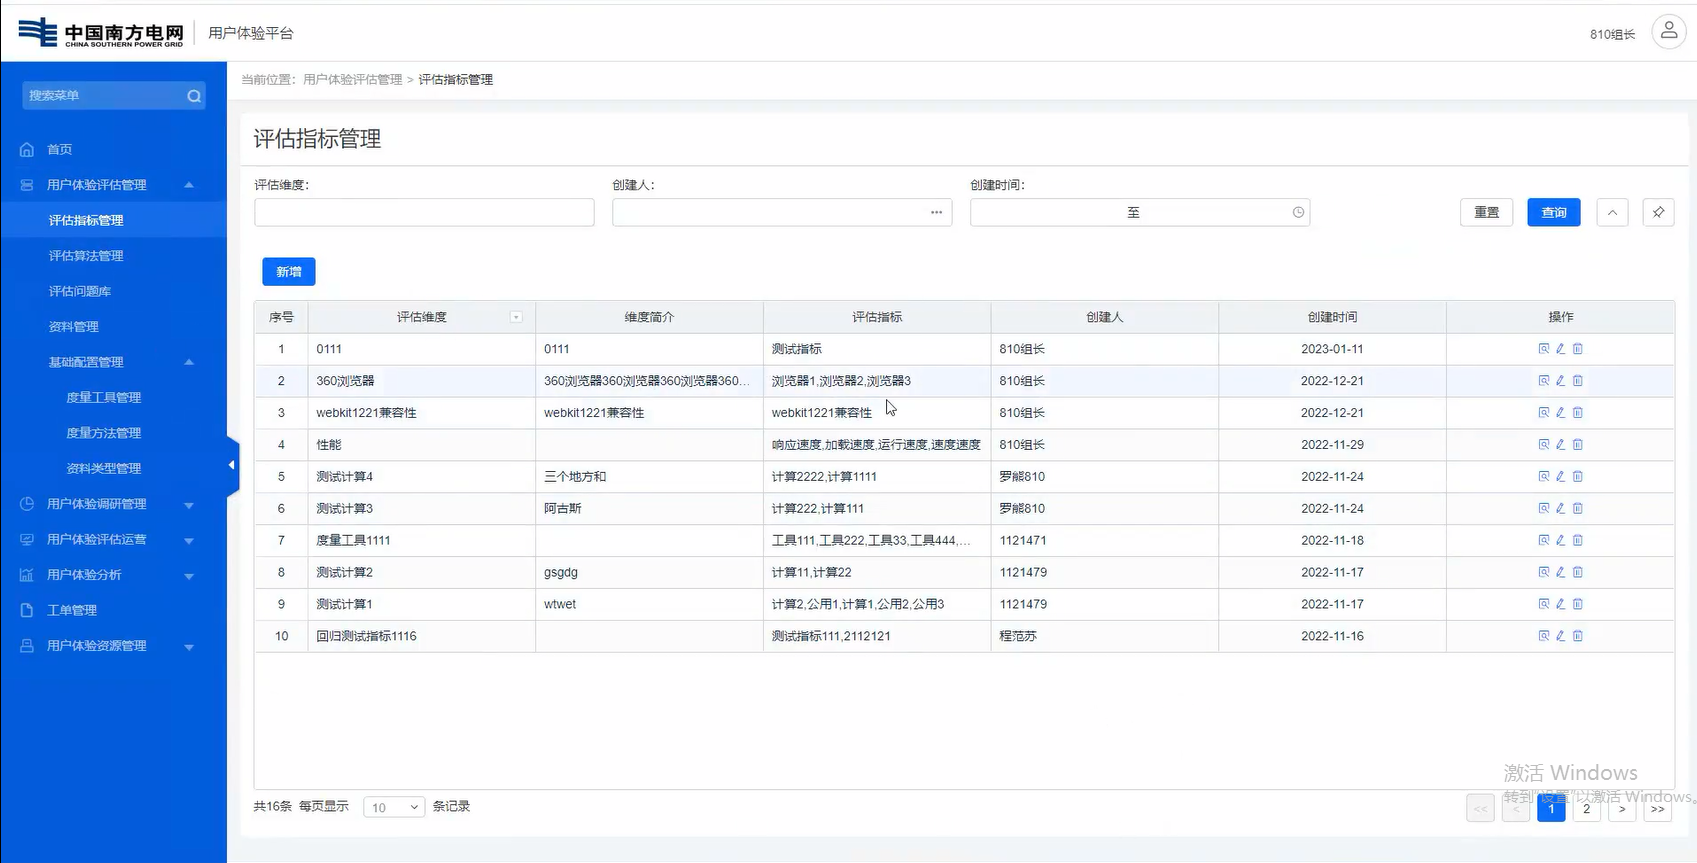 中国南方电网
CHINA SOUTHERN POWER GRID
用户体验平台
810组长
搜索菜单
首页
用户体验评估管理
评估指标管理
评估算法管理
评估问题库
资料管理
基础配置管理
度量工具管理
度量方法管理
资料类型管理
用户体验调研管理
用户体验评估运营
用户体验分析
工单管理
用户体验资源管理
当前位置： 用户体验评估管理 > 评估指标管理
评估指标管理
评估维度： 创建人： 创建时间：
至
重置 查询
新增
序号 评估维度 维度简介 评估指标 创建人 创建时间 操作
1 0111 0111 测试指标 810组长 2023-01-11
2 360浏览器 360浏览器360浏览器360浏览器360... 浏览器1,浏览器2,浏览器3 810组长 2022-12-21
3 webkit1221兼容性 webkit1221兼容性 webkit1221兼容性 810组长 2022-12-21
4 性能 响应速度,加载速度,运行速度,速度速度 810组长 2022-11-29
5 测试计算4 三个地方和 计算2222,计算1111 罗能810 2022-11-24
6 测试计算3 阿古斯 计算222,计算111 罗能810 2022-11-24
7 度量工具1111 工具111,工具222,工具33,工具444,... 1121471 2022-11-18
8 测试计算2 gsgdg 计算11,计算22 1121479 2022-11-17
9 测试计算1 wtwet 计算2,公用1,计算1,公用2,公用3 1121479 2022-11-17
10 回归测试指标1116 测试指标111,2112121 程范苏 2022-11-16
共16条 每页显示 10 条记录
<< < 1 2 > >>
激活 Windows
转到"设置"以激活 Windows。